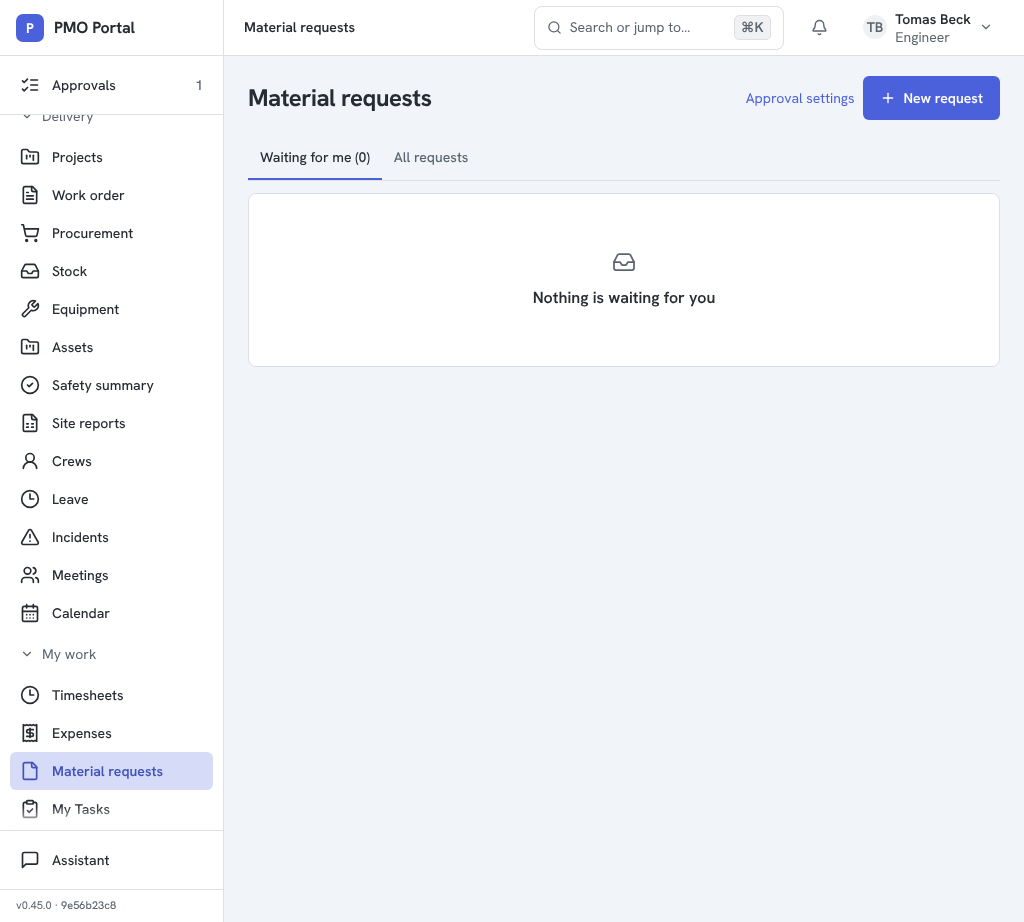 P PMO Portal
Material requests
Search or jump to...
⌘K
TB
Tomas Beck
Engineer
Approvals 1
Delivery
Projects
Work order
Procurement
Stock
Equipment
Assets
Safety summary
Site reports
Crews
Leave
Incidents
Meetings
Calendar
My work
Timesheets
Expenses
Material requests
My Tasks
Assistant
v0.45.0 · 9e56b23c8
Material requests
Approval settings
New request
Waiting for me (0)
All requests
Nothing is waiting for you